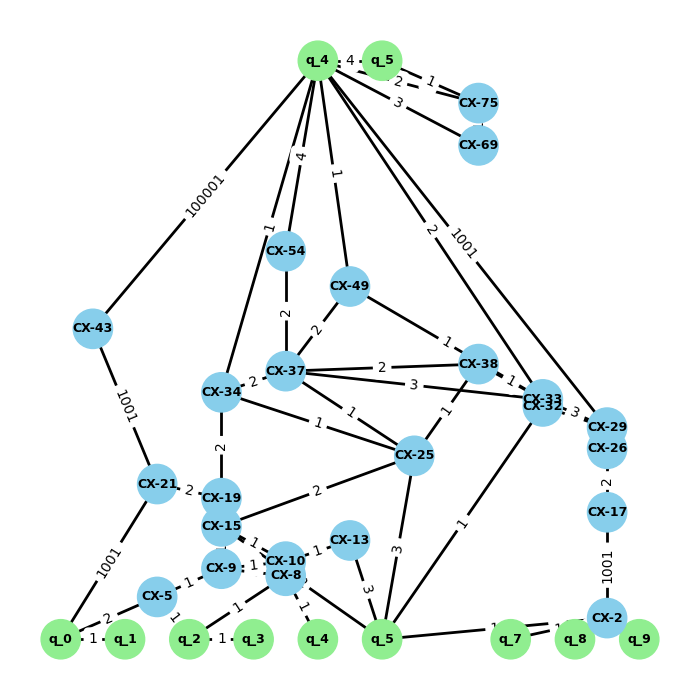 q_4 4 q_5
2 1
CX-75
3
CX-69
4
1
100001
1
2
1001
CX-54
CX-49
2
2
1
CX-43
CX-37 2 CX-38
2
3
1
CX-34
CX-33
CX-32
3
CX-29
CX-26
1001
1
1
1
2
CX-25
CX-21 2 CX-19
2
2
CX-17
CX-15
1
CX-13
1
3
1
1001
CX-10
CX-9 1
CX-8
3
1001
CX-5 1
2
1
1
1
CX-2
1
q_0 1 q_1
q_2 1 q_3
q_4
q_5
q_7
q_8
q_9